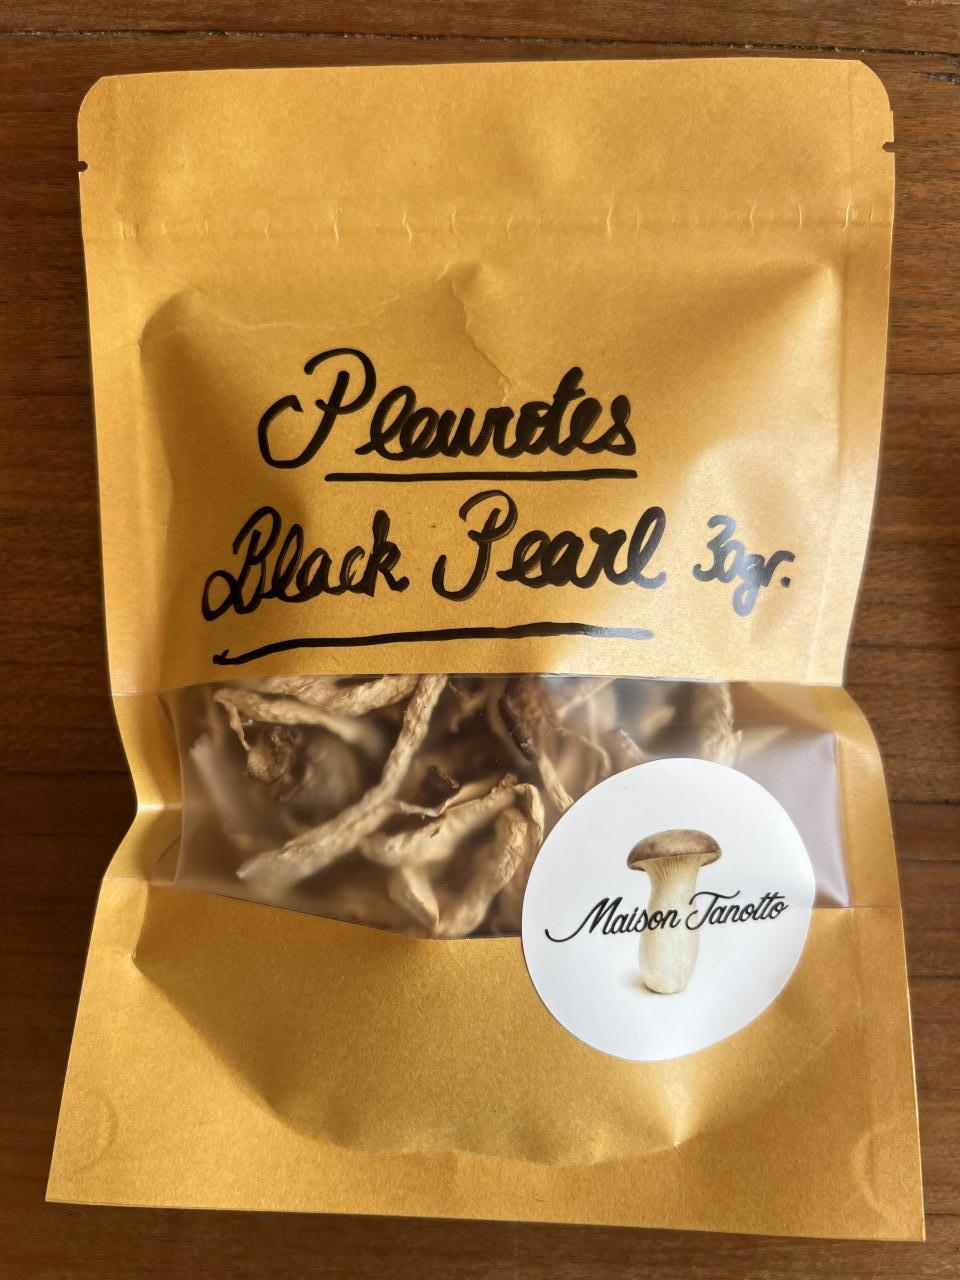 Pleurotes
Black Pearl 30gr.
Maison Tanotto